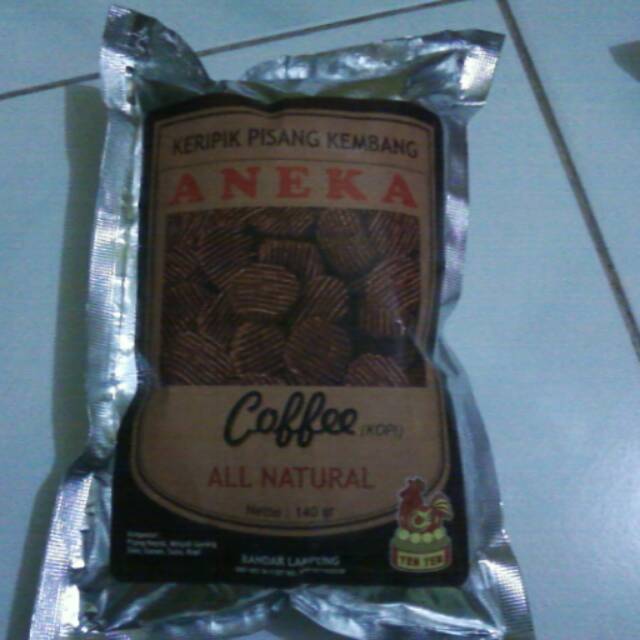 KERIPIK PISANG KEMBANG
ANEKA
Coffee (KOPI)
ALL NATURAL
Netto : 140 gr
BANDAR LAMPUNG